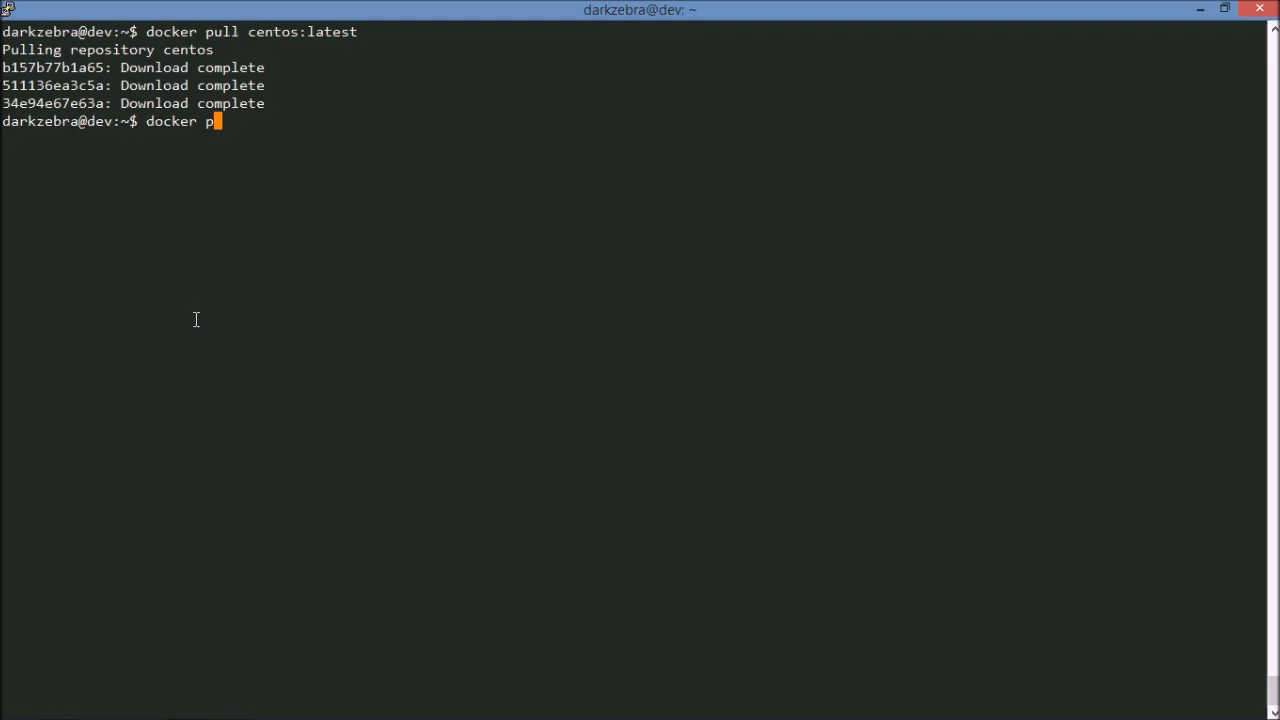 darkzebra@dev: ~
darkzebra@dev:~$ docker pull centos:latest
Pulling repository centos
b157b77b1a65: Download complete
511136ea3c5a: Download complete
34e94e67e63a: Download complete
darkzebra@dev:~$ docker p